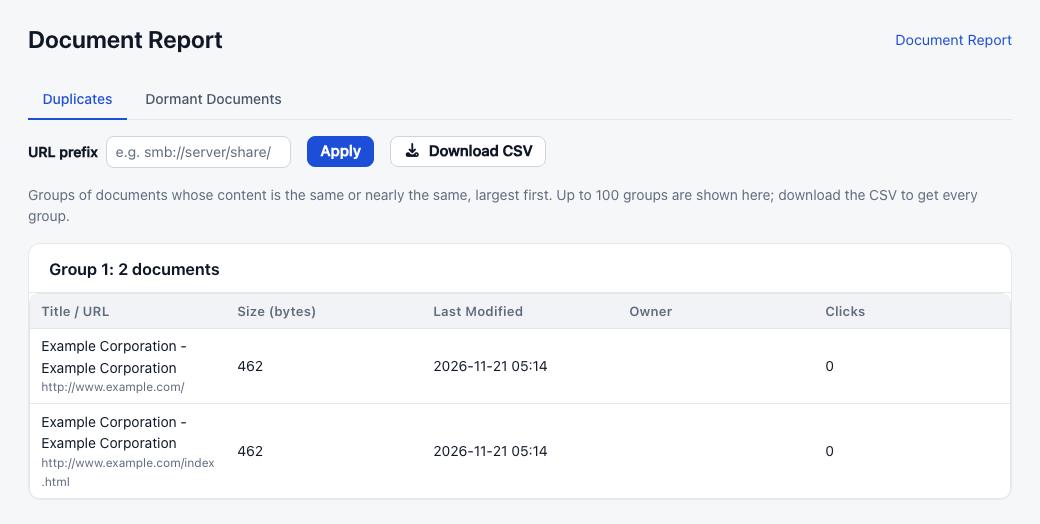 Document Report
Document Report
Duplicates
Dormant Documents
URL prefix
e.g. smb://server/share/
Apply
Download CSV
Groups of documents whose content is the same or nearly the same, largest first. Up to 100 groups are shown here; download the CSV to get every
group.
Group 1: 2 documents
Title / URL Size (bytes) Last Modified Owner Clicks
Example Corporation -
Example Corporation
http://www.example.com/
462 2026-11-21 05:14 0
Example Corporation -
Example Corporation
http://www.example.com/index
.html
462 2026-11-21 05:14 0